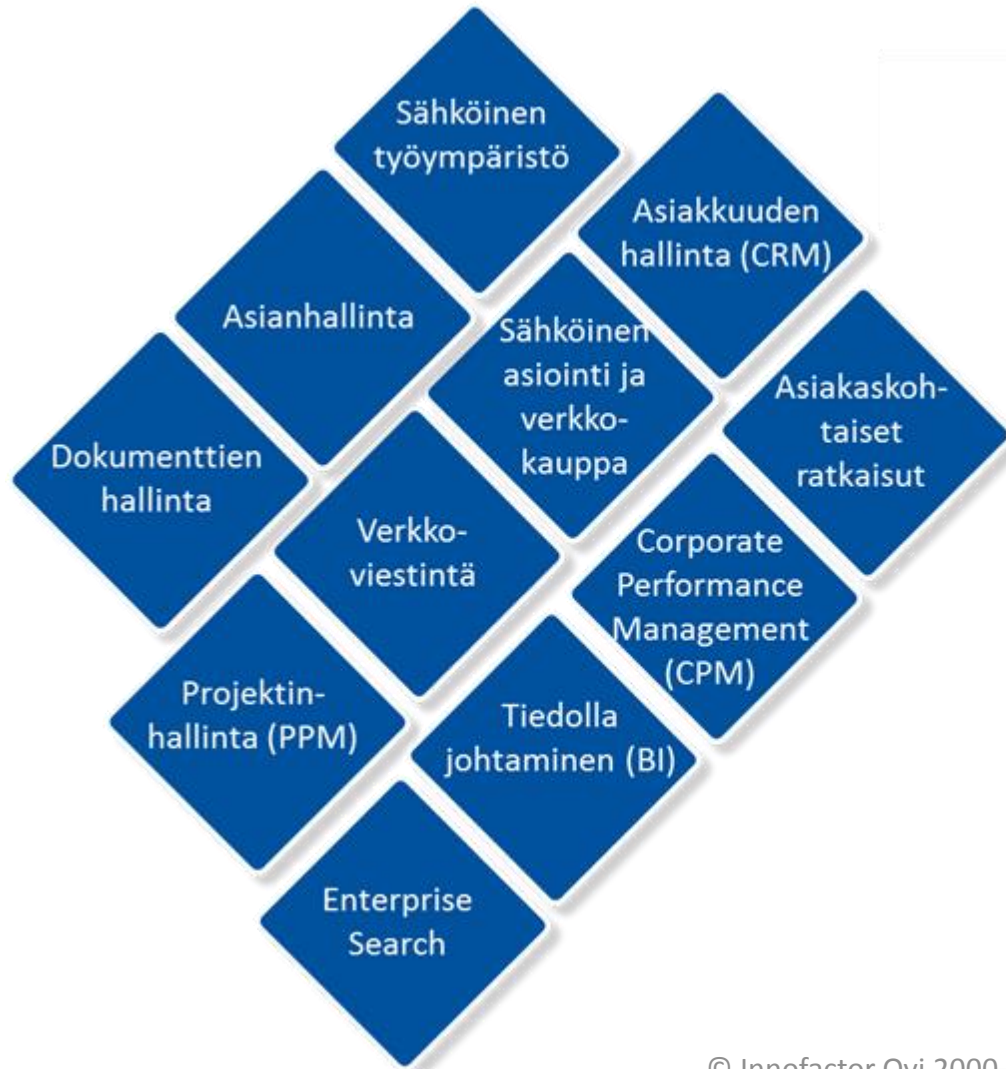 Sähköinen
työympäristö
Asiakkuuden
hallinta (CRM)
Asianhallinta
Sähköinen
asiointi ja
verkko-
kauppa
Asiakaskoh-
taiset
ratkaisut
Dokumenttien
hallinta
Verkko-
viestintä
Corporate
Performance
Management
(CPM)
Projektin-
hallinta (PPM)
Tiedolla
johtaminen (BI)
Enterprise
Search
© Innofactor Oyj 2000